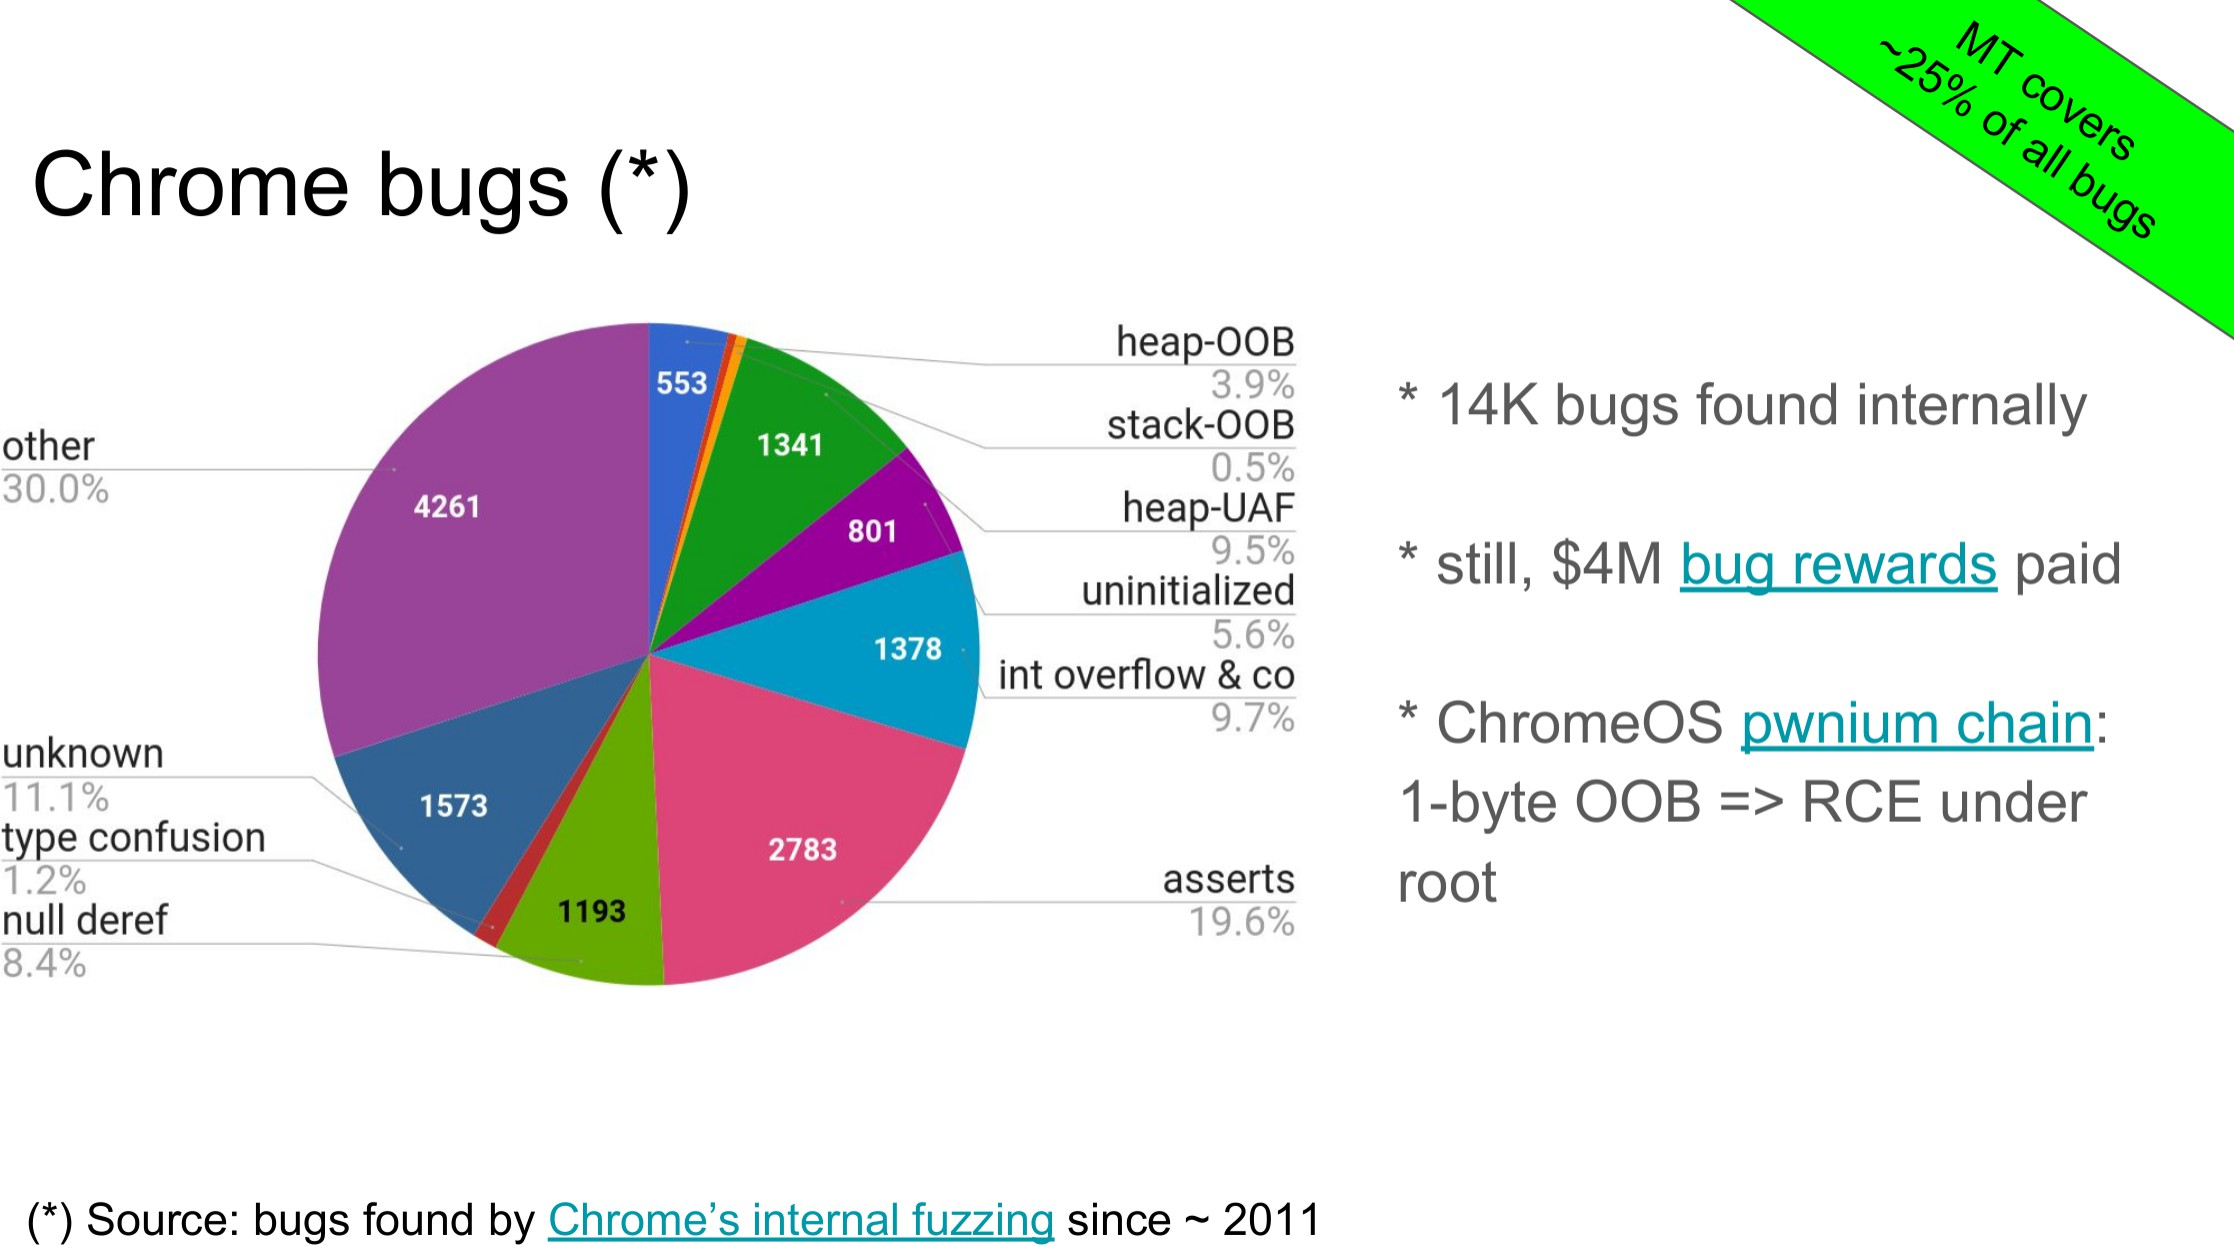 MT covers
~25% of all bugs
Chrome bugs (*)
heap-OOB
3.9%
stack-OOB
0.5%
heap-UAF
9.5%
uninitialized
5.6%
int overflow & co
9.7%
asserts
19.6%
other
30.0%
unknown
11.1%
type confusion
1.2%
null deref
8.4%
553
1341
801
1378
2783
1193
1573
4261
* 14K bugs found internally
* still, $4M bug rewards paid
* ChromeOS pwnium chain:
1-byte OOB => RCE under
root
(*) Source: bugs found by Chrome’s internal fuzzing since ~ 2011